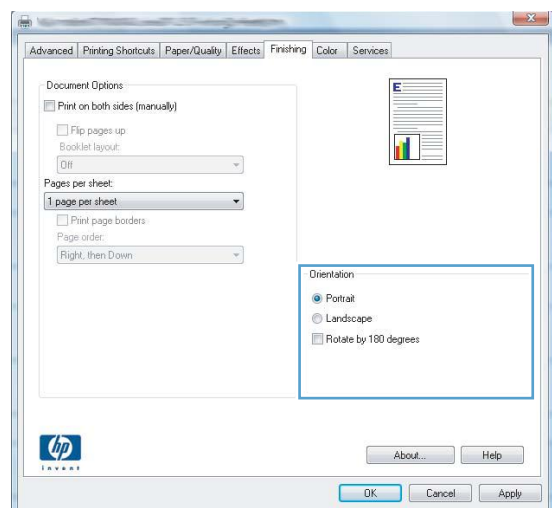 Advanced Printing Shortcuts Paper/Quality Effects Finishing Color Services
Document Options
Print on both sides (manually)
Flip pages up
Booklet layout:
Off
Pages per sheet:
1 page per sheet
Print page borders
Page order:
Right, then Down
E
Orientation
Portrait
Landscape
Rotate by 180 degrees
hp
invent
About... Help
OK Cancel Apply